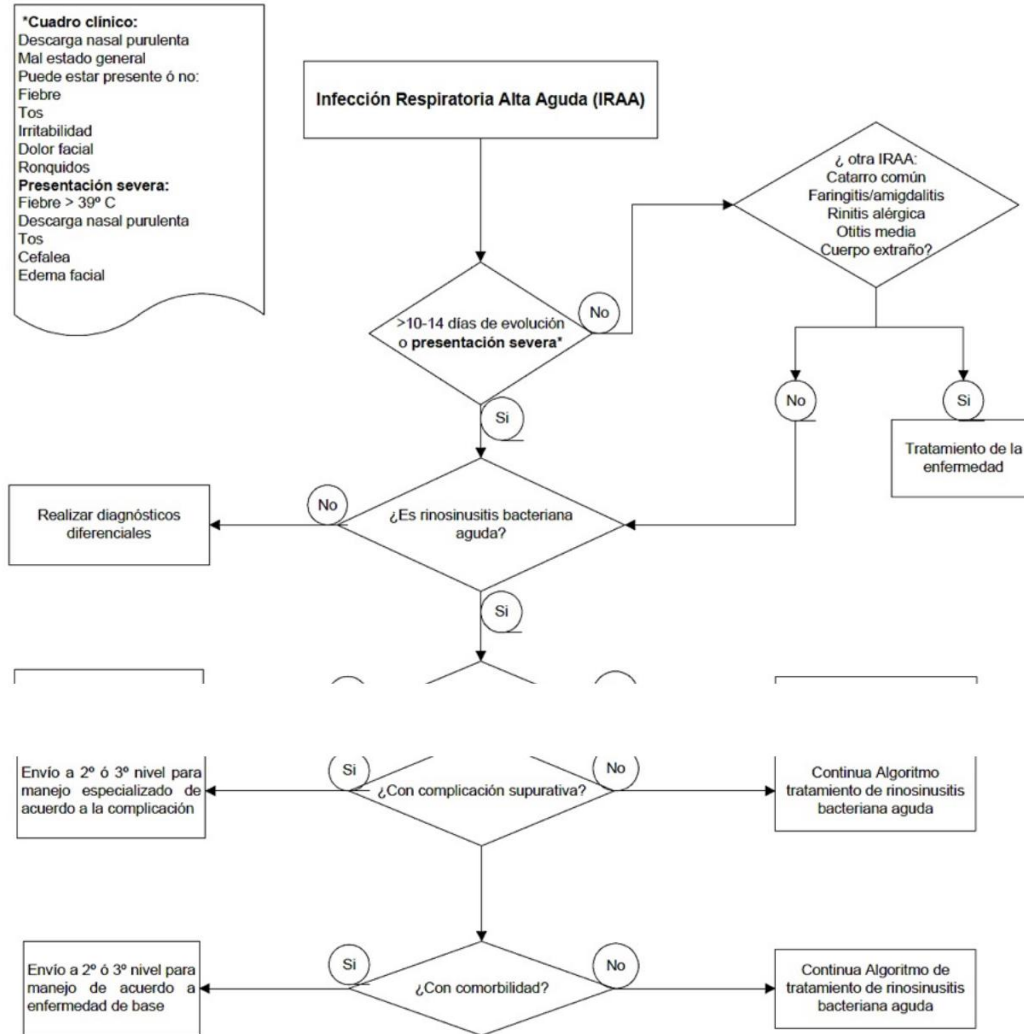 *Cuadro clínico:
Descarga nasal purulenta
Mal estado general
Puede estar presente ó no:
Fiebre
Tos
Irritabilidad
Dolor facial
Ronquidos
Presentación severa:
Fiebre > 39º C
Descarga nasal purulenta
Tos
Cefalea
Edema facial
Infección Respiratoria Alta Aguda (IRAA)
¿ otra IRAA:
Catarro común
Faringitis/amigdalitis
Rinitis alérgica
Otitis media
Cuerpo extraño?
>10-14 días de evolución
o presentación severa*
No
Si
No
Si
Tratamiento de la
enfermedad
¿Es rinosinusitis bacteriana
aguda?
No
Realizar diagnósticos
diferenciales
Si
¿Con complicación supurativa?
Si
Envío a 2º ó 3º nivel para
manejo especializado de
acuerdo a la complicación
No
Continua Algoritmo
tratamiento de rinosinusitis
bacteriana aguda
¿Con comorbilidad?
Si
Envío a 2º ó 3º nivel para
manejo de acuerdo a
enfermedad de base
No
Continua Algoritmo de
tratamiento de rinosinusitis
bacteriana aguda